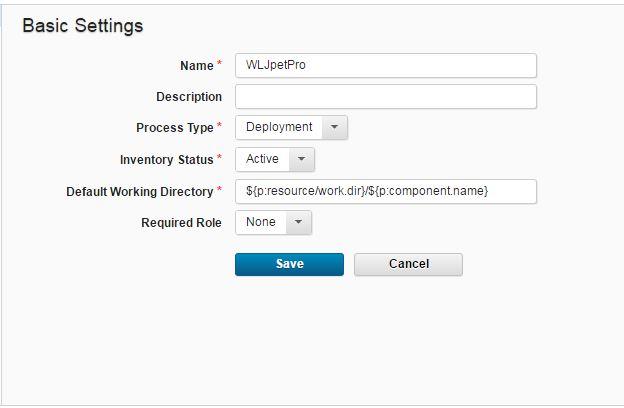 Basic Settings
Name * WLJpetPro
Description
Process Type * Deployment
Inventory Status * Active
Default Working Directory * ${p:resource/work.dir}/${p:component.name}
Required Role None
Save Cancel